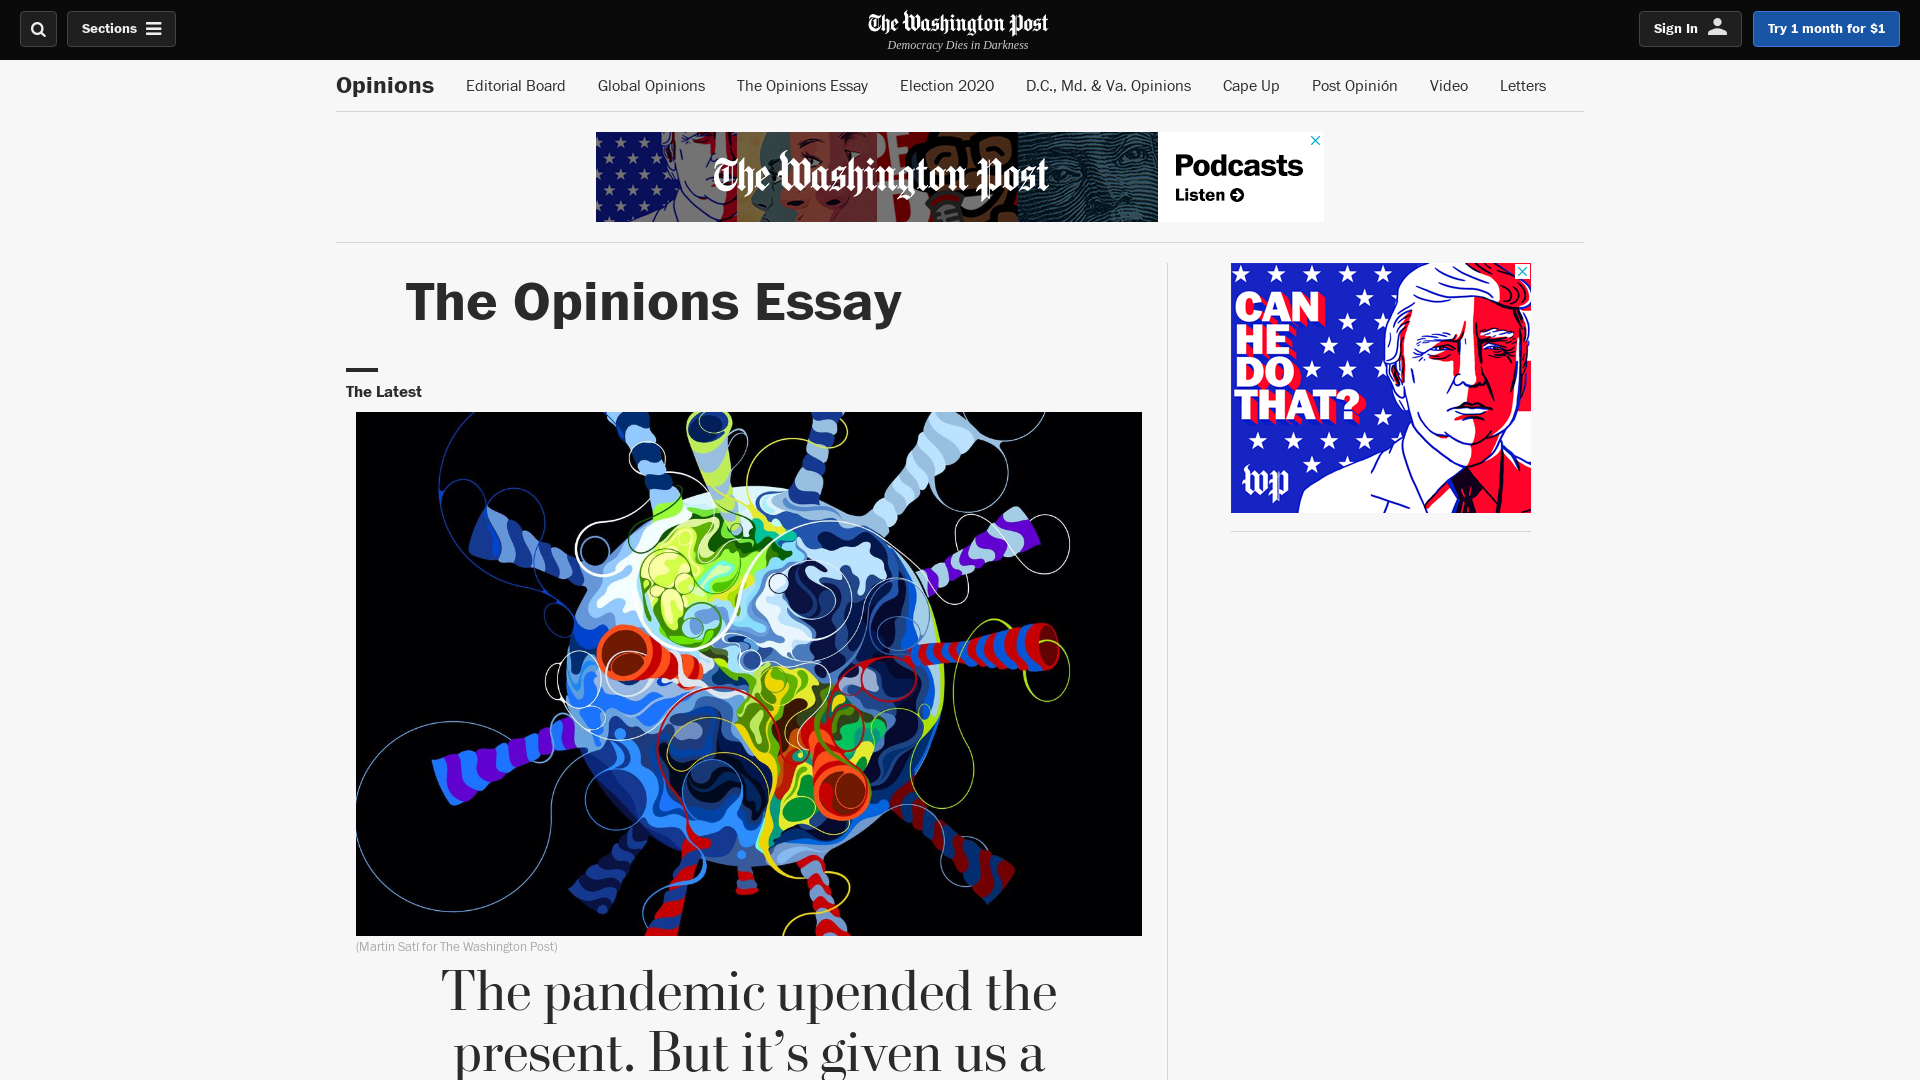 Sections
The Washington Post
Democracy Dies in Darkness
Sign In
Try 1 month for $1
Opinions
Editorial Board
Global Opinions
The Opinions Essay
Election 2020
D.C., Md. & Va. Opinions
Cape Up
Post Opinión
Video
Letters
The Washington Post
Podcasts
Listen
The Opinions Essay
CAN
HE
DO
THAT?
wp
The Latest
(Martin Satí for The Washington Post)
The pandemic upended the
present. But it’s given us a